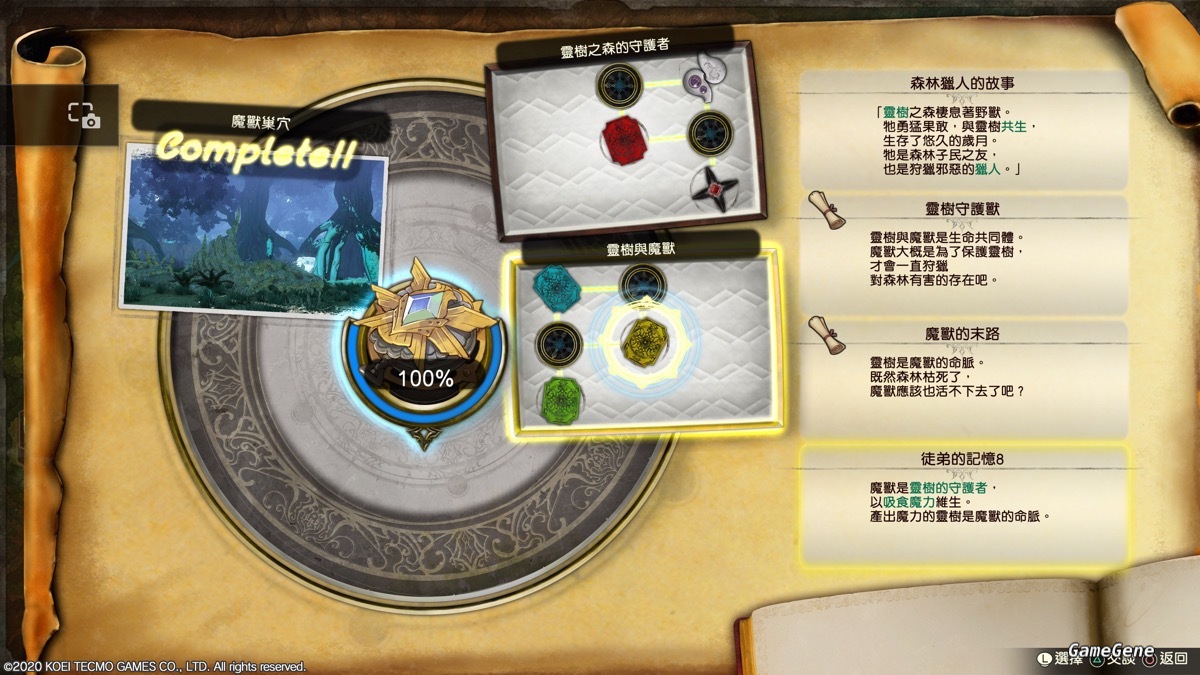 魔獸巢穴
Complete!!
100%
靈樹之森的守護者
靈樹與魔獸
森林獵人的故事
「靈樹之森棲息著野獸。
牠勇猛果敢，與靈樹共生，
生存了悠久的歲月。
牠是森林子民之友，
也是狩獵邪惡的獵人。」
靈樹守護獸
靈樹與魔獸是生命共同體。
魔獸大概是為了保護靈樹，
才會一直狩獵
對森林有害的存在吧。
魔獸的末路
靈樹是魔獸的命脈。
既然森林枯死了，
魔獸應該也活不下去了吧？
徒弟的記憶8
魔獸是靈樹的守護者，
以吸食魔力維生。
產出魔力的靈樹是魔獸的命脈。
GameGene
L選擇 △交談 ○返回
©2020 KOEI TECMO GAMES CO., LTD. All rights reserved.